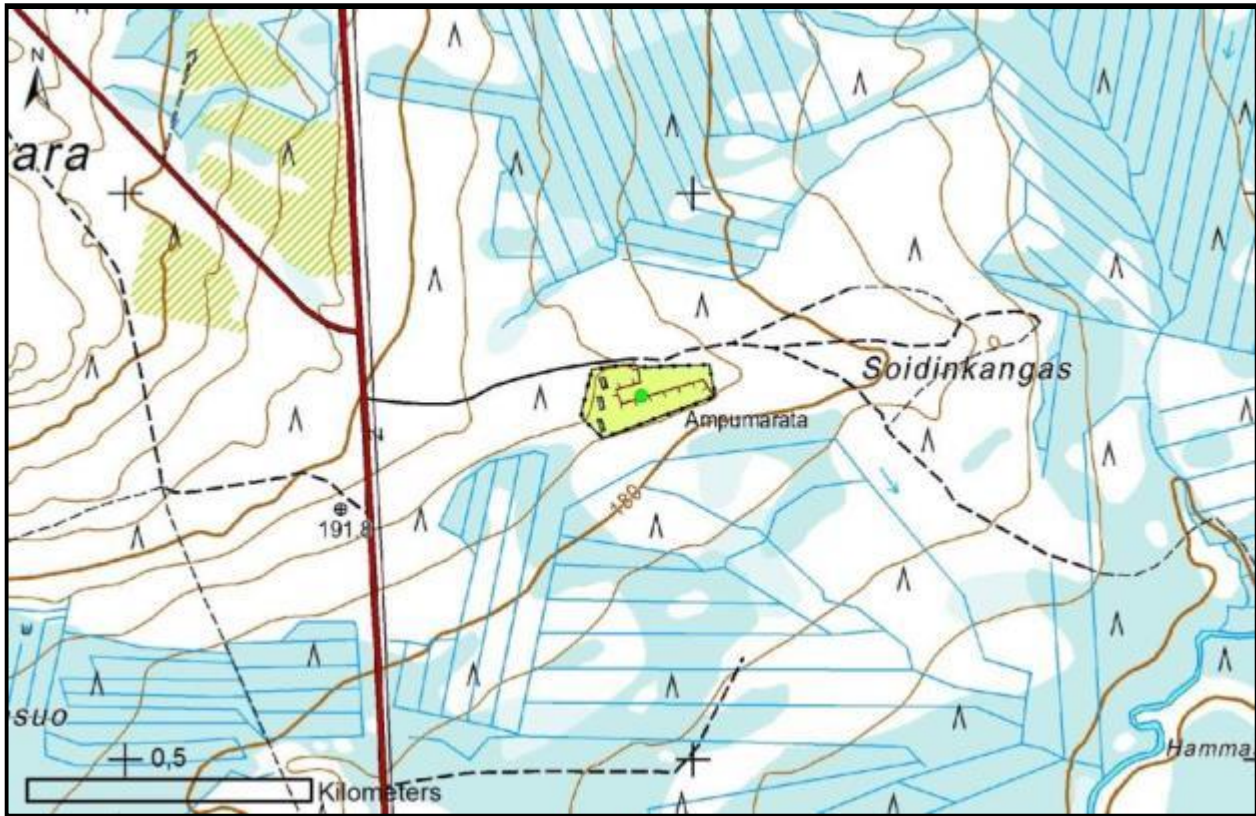 N
ara
Soidinkangas
Ampumarata
N
180
191.8
suo
0,5
Hamma
Kilometers